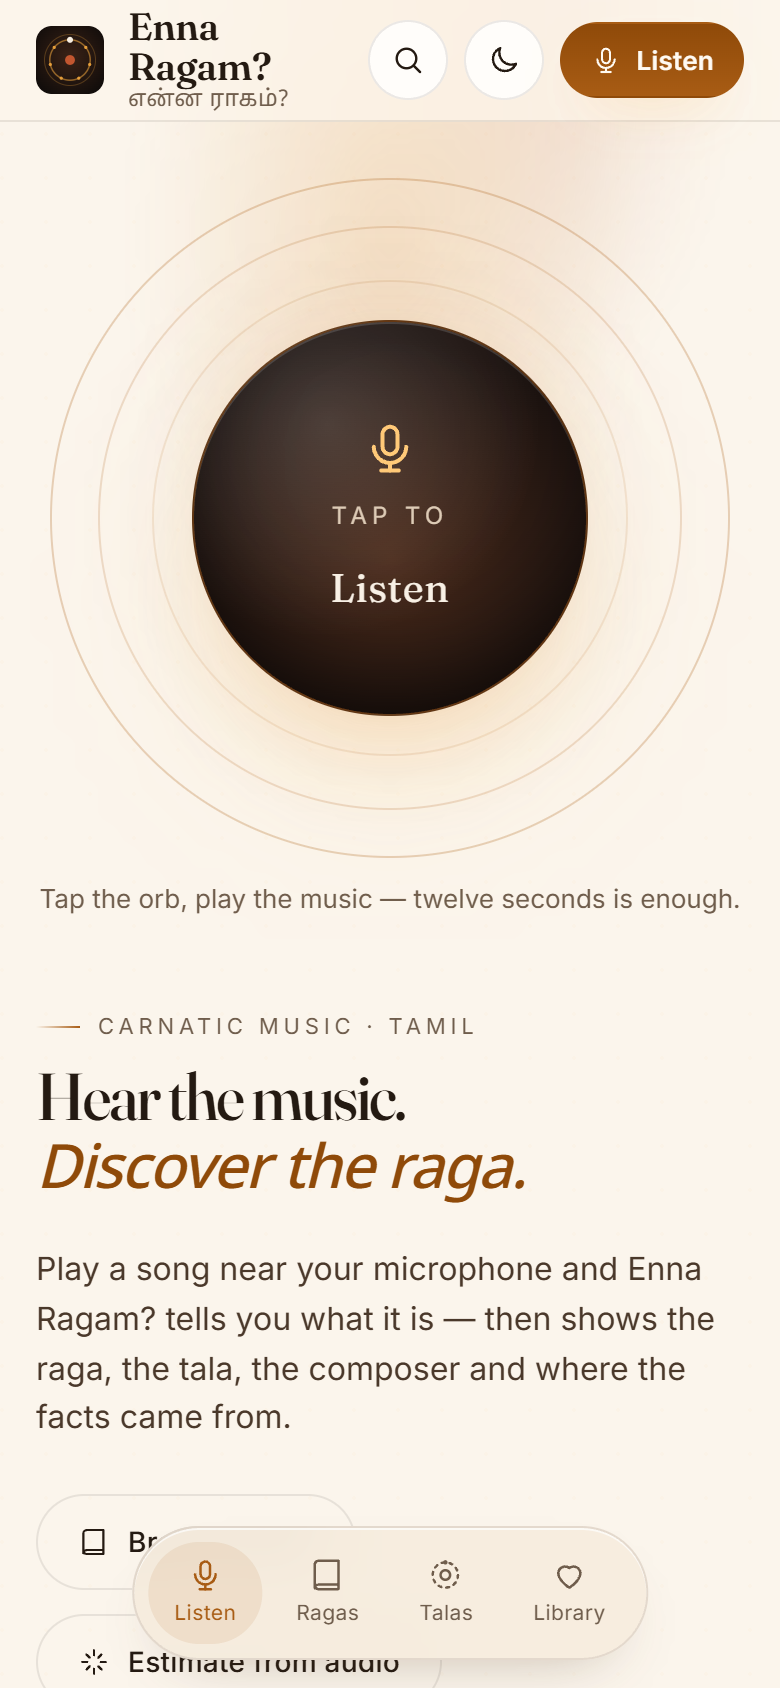 Enna
Ragam?
என்ன ராகம்?
Listen
TAP TO
Listen
Tap the orb, play the music — twelve seconds is enough.
CARNATIC MUSIC · TAMIL
Hear the music.
Discover the raga.
Play a song near your microphone and Enna
Ragam? tells you what it is — then shows the
raga, the tala, the composer and where the
facts came from.
Listen
Ragas
Talas
Library
Estimate from audio